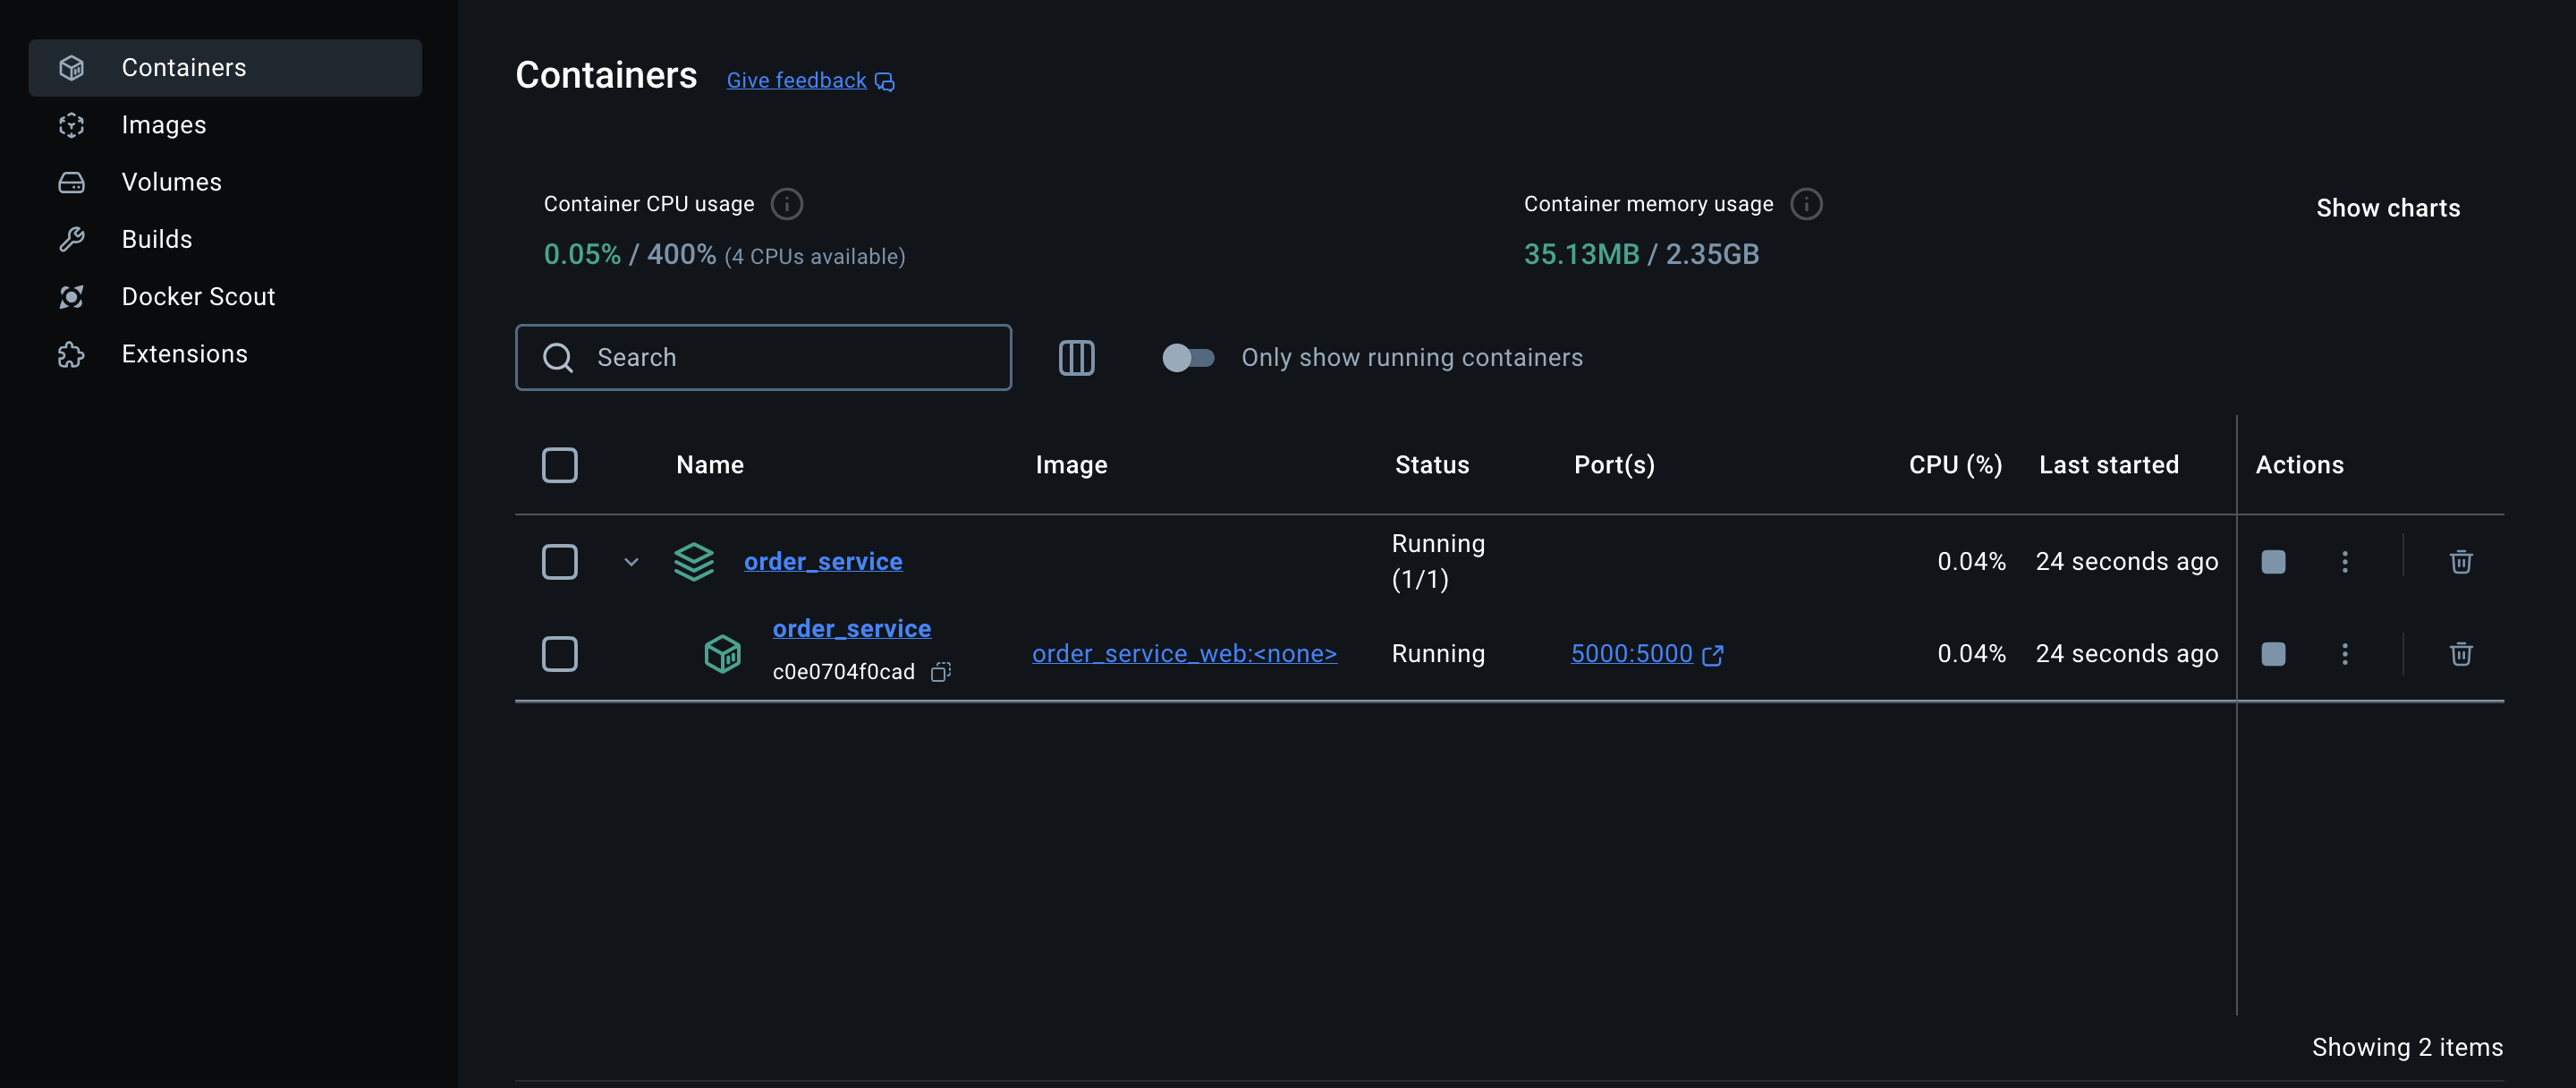 Containers
Images
Volumes
Builds
Docker Scout
Extensions
Containers Give feedback
Container CPU usage
0.05% / 400% (4 CPUs available)
Container memory usage
35.13MB / 2.35GB
Show charts
Search
Only show running containers
Name Image Status Port(s) CPU (%) Last started Actions
order_service Running (1/1) 0.04% 24 seconds ago
order_service
c0e0704f0cad
order_service_web:<none> Running 5000:5000 0.04% 24 seconds ago
Showing 2 items